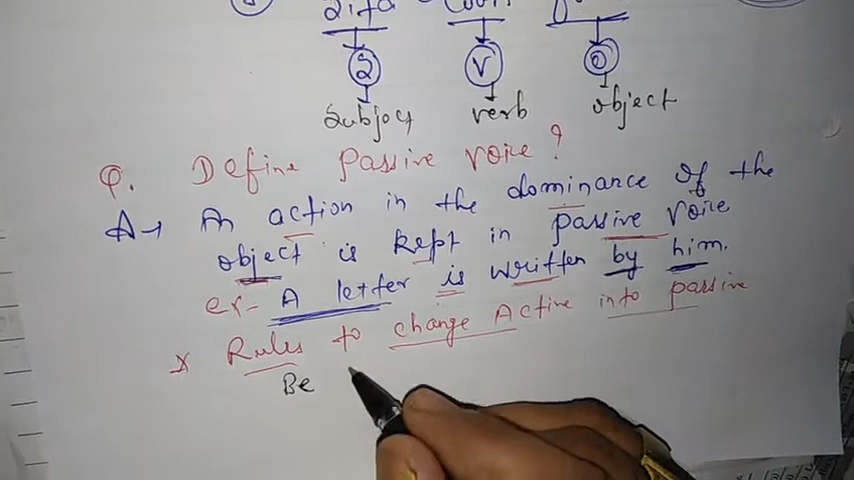 S V O
Subject verb object
Q. Define Passive Voice?
A→ An action in the dominance of the
object is kept in passive voice
ex- A letter is written by him.
x Rules to change Active into passive
Be